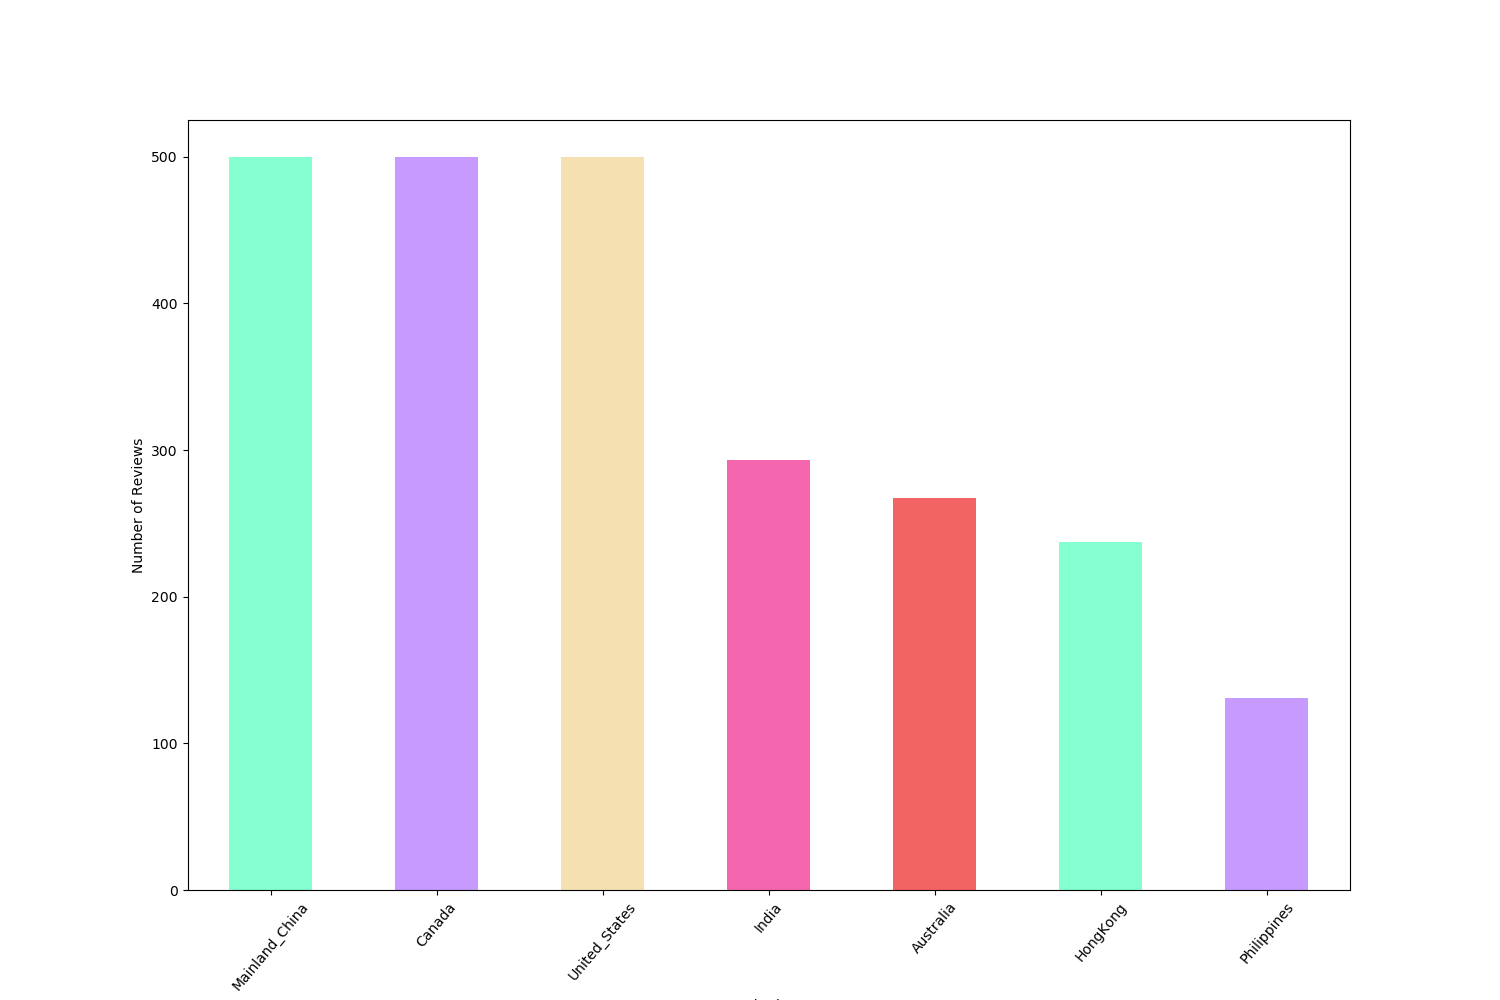 Number of Reviews
500
400
300
200
100
0
Mainland_China
Canada
United_States
India
Australia
HongKong
Philippines